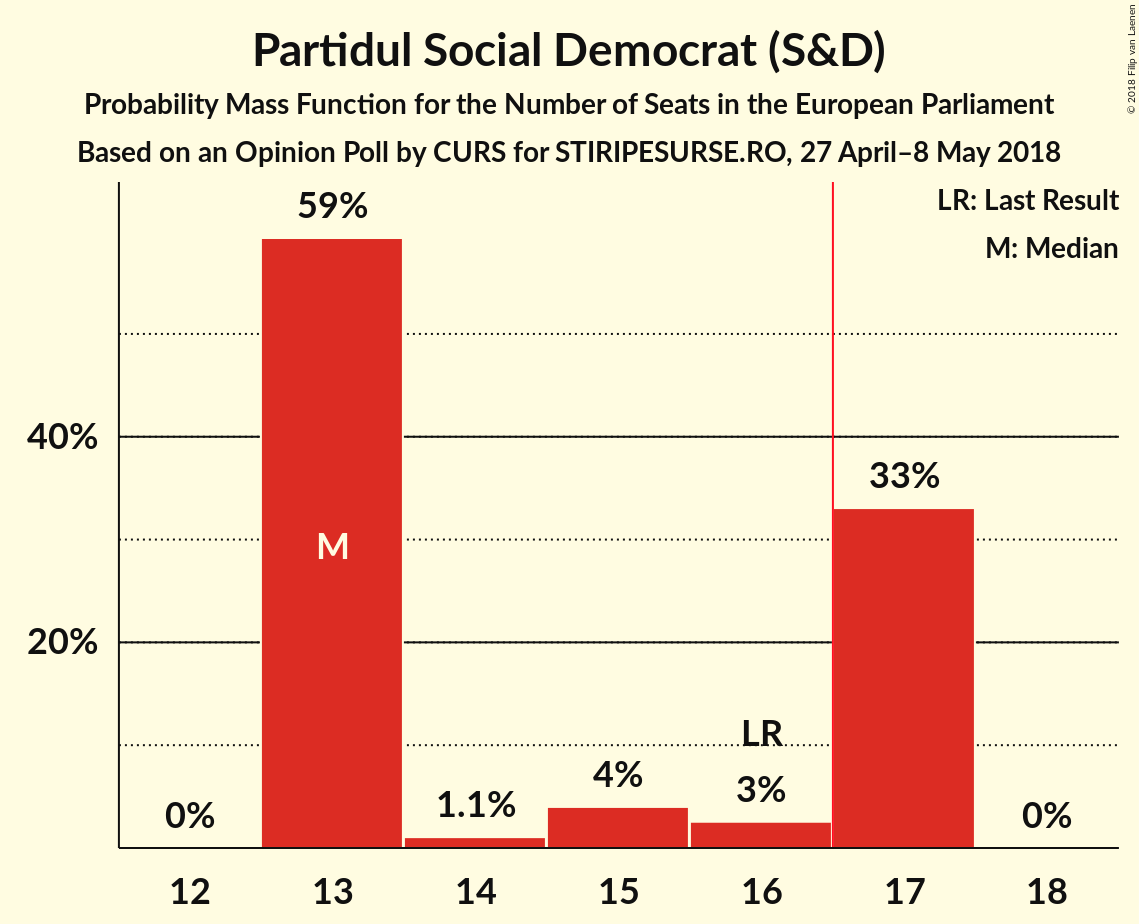 Partidul Social Democrat (S&D)
Probability Mass Function for the Number of Seats in the European Parliament
Based on an Opinion Poll by CURS for STIRIPESURSE.RO, 27 April–8 May 2018
© 2018 Filip van Laenen
LR: Last Result
M: Median
59%
40%
33%
M
20%
LR
4%
3%
1.1%
0%
0%
12 13 14 15 16 17 18